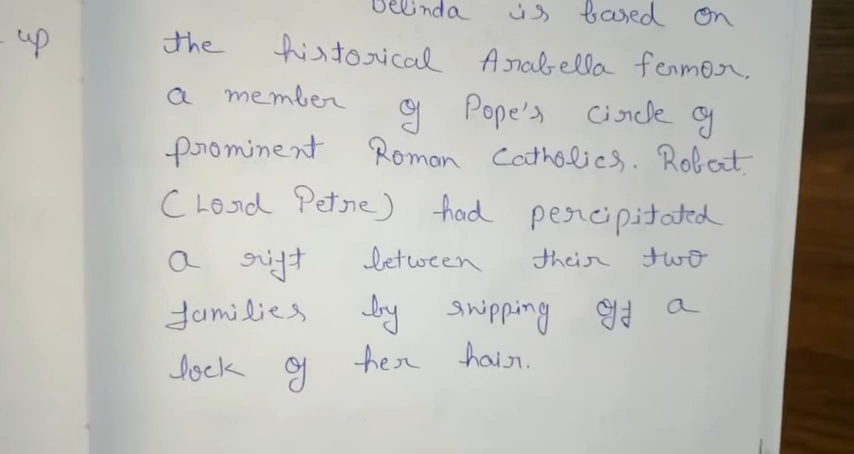 Belinda is based on
up
the historical Arabella fermor,
a member of Pope's circle of
prominent Roman Catholics. Robert
(Lord Petre) had percipitated
a rift between their two
families by snipping off a
lock of her hair.